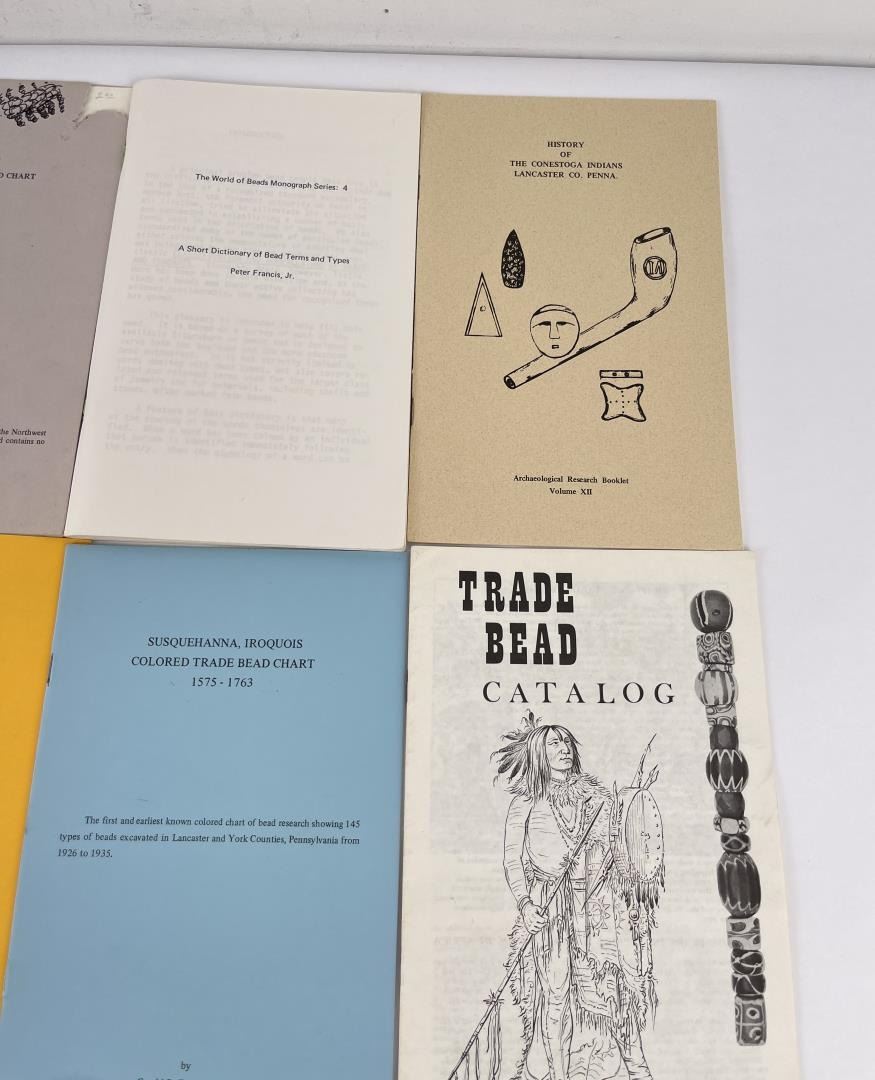 D CHART
the Northwest
d contains no
The World of Beads Monograph Series: 4
A Short Dictionary of Bead Terms and Types
Peter Francis, Jr.
HISTORY
OF
THE CONESTOGA INDIANS
LANCASTER CO. PENNA.
Archaeological Research Booklet
Volume XII
SUSQUEHANNA, IROQUOIS
COLORED TRADE BEAD CHART
1575 - 1763
The first and earliest known colored chart of bead research showing 145
types of beads excavated in Lancaster and York Counties, Pennsylvania from
1926 to 1935.
by
TRADE
BEAD
CATALOG